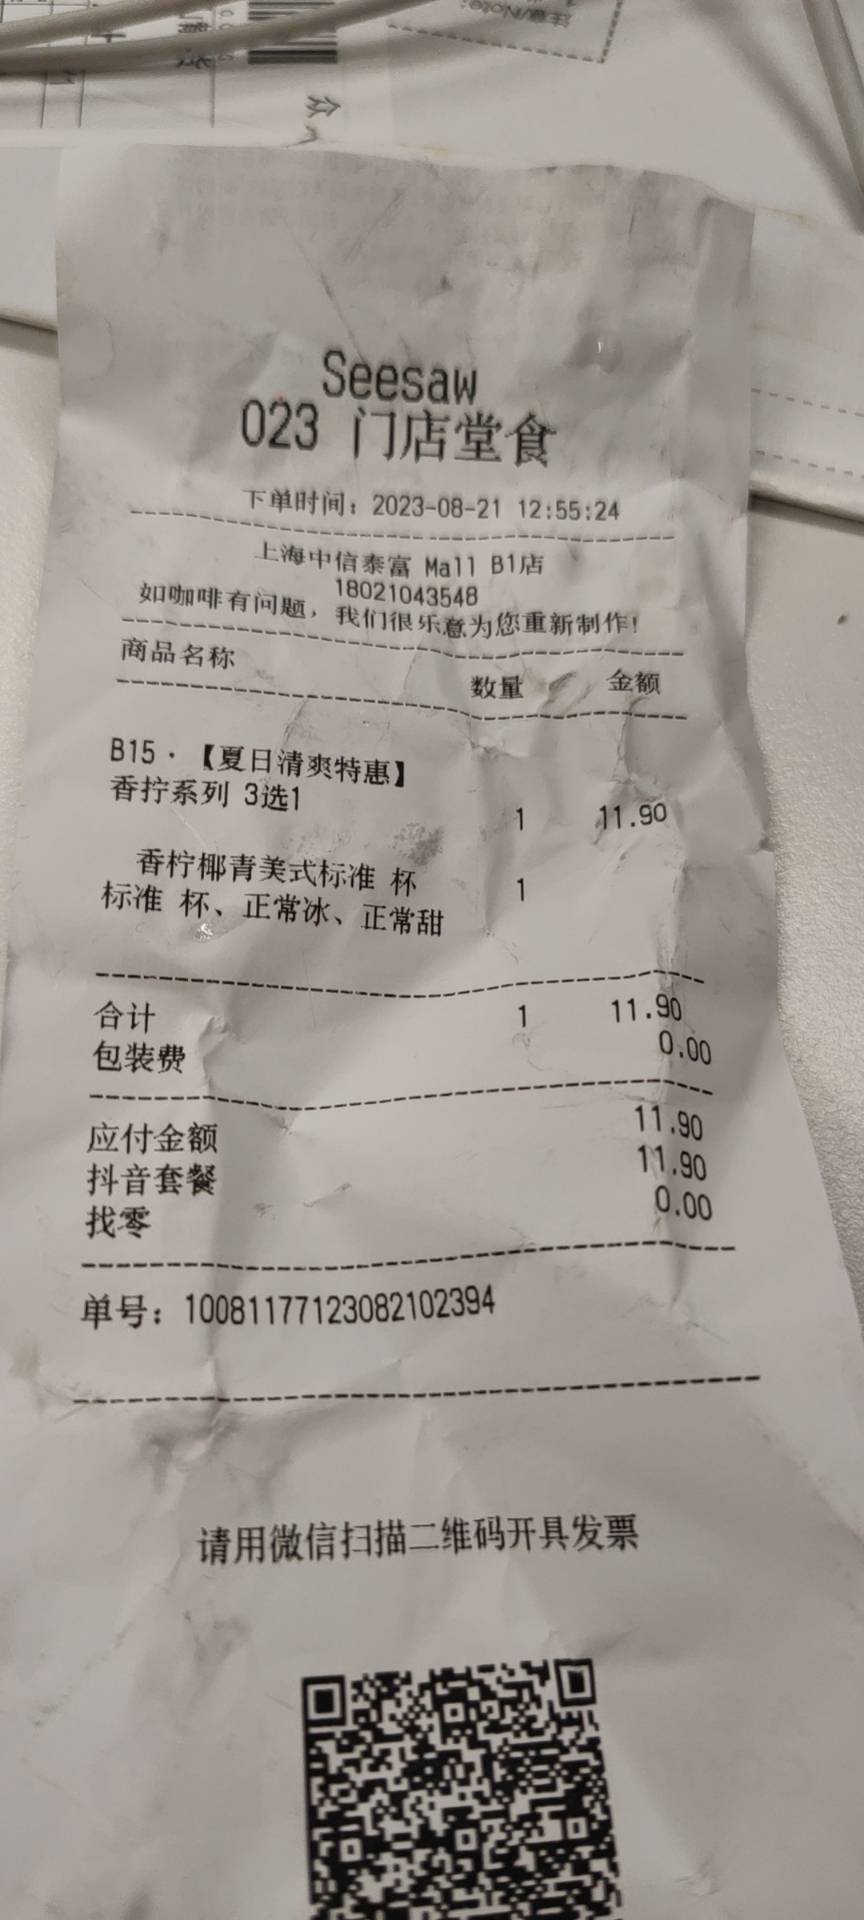 注意/Note:
Seesaw
023 门店堂食
下单时间：2023-08-21 12:55:24
上海中信泰富 Mall B1店
18021043548
如咖啡有问题，我们很乐意为您重新制作！
商品名称 数量 金额
B15·【夏日清爽特惠】
香拧系列 3选1 1 11.90
香柠椰青美式标准 杯 1
标准 杯、正常冰、正常甜
合计 1 11.90
包装费 0.00
应付金额 11.90
抖音套餐 11.90
找零 0.00
单号：10081177123082102394
请用微信扫描二维码开具发票